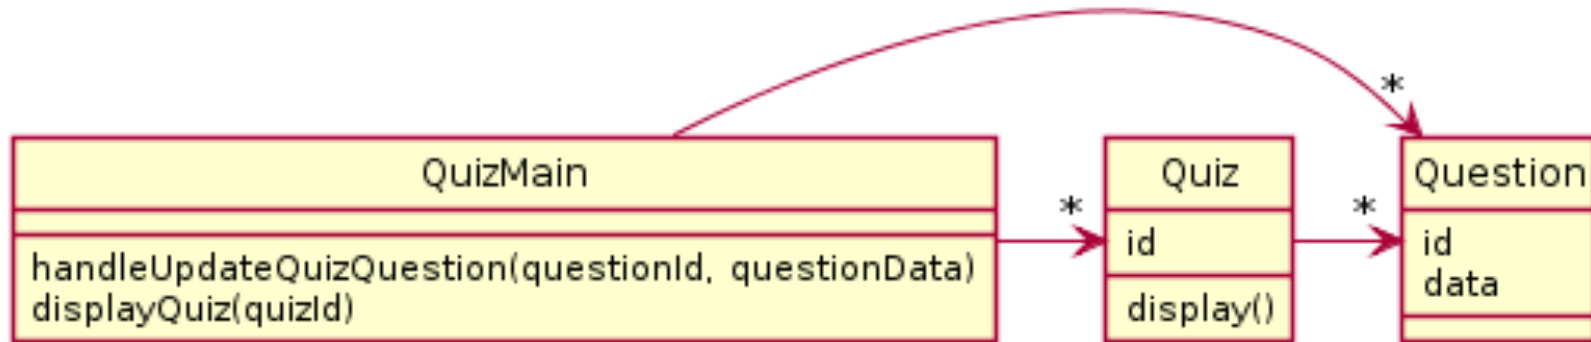 *
QuizMain
Quiz
Question
*
*
id
id
data
handleUpdateQuizQuestion(questionId, questionData)
displayQuiz(quizId)
display()